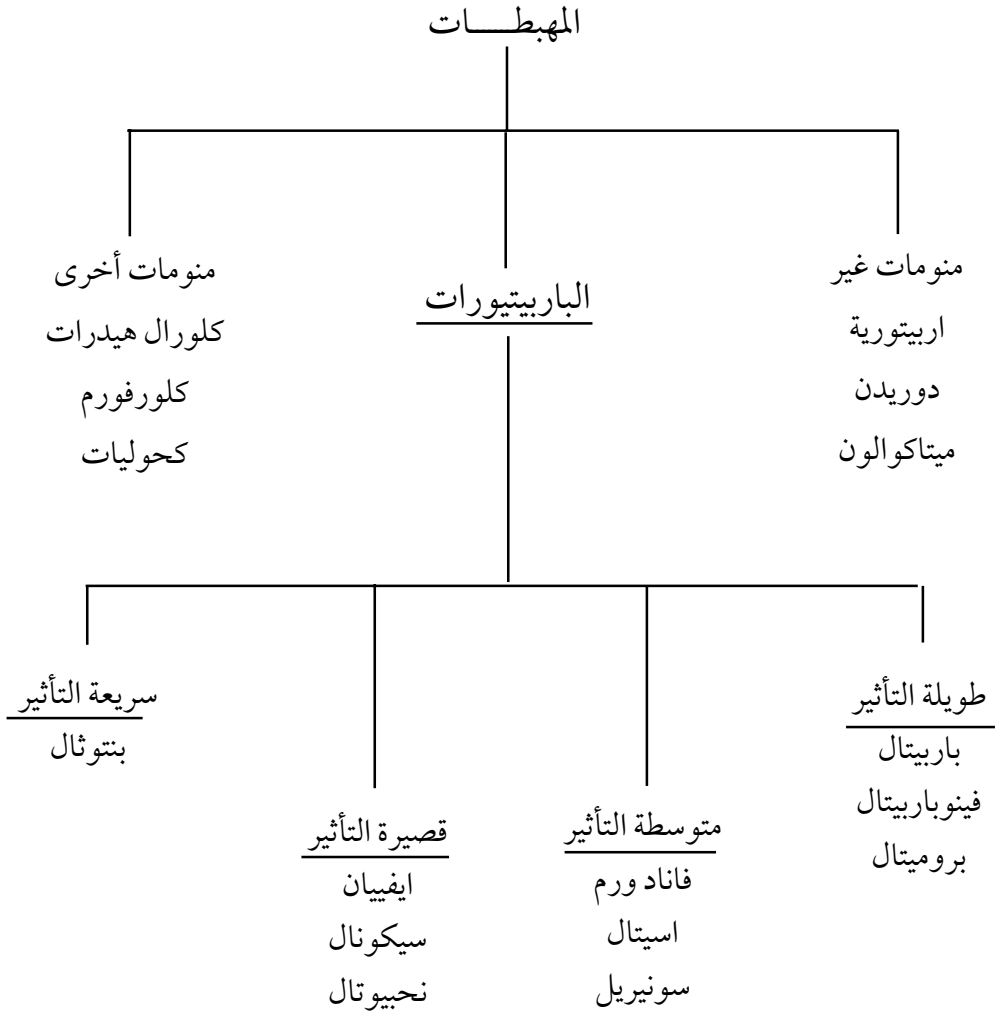 المهبطـــات
منومات غير
اربيتورية
دوريدن
ميتاكوالون
الباربيتيورات
منومات أخرى
كلورال هيدرات
كلورفورم
كحوليات
طويلة التأثير
باربيتال
فينوباربيتال
بروميتال
متوسطة التأثير
فاناد ورم
اسيتال
سونيريل
قصيرة التأثير
ايفييان
سيكونال
نحبيوتال
سريعة التأثير
بنتوثال